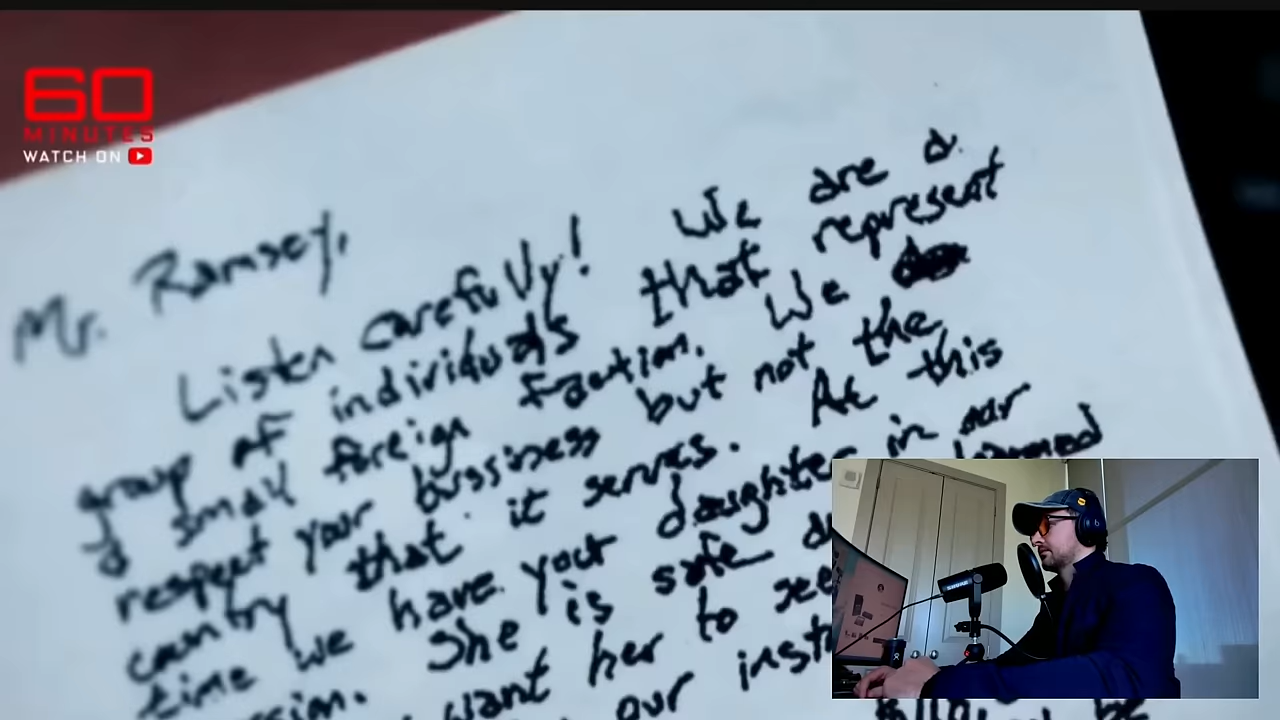 60
MINUTES
WATCH ON
Mr. Ramsey,
Listen carefully! We are a
group of individuals that represent
a small foreign faction. We
respect your bussiness but not the
country that it serves. At this
time we have your daughter in our
She is safe
want her to see
our
be